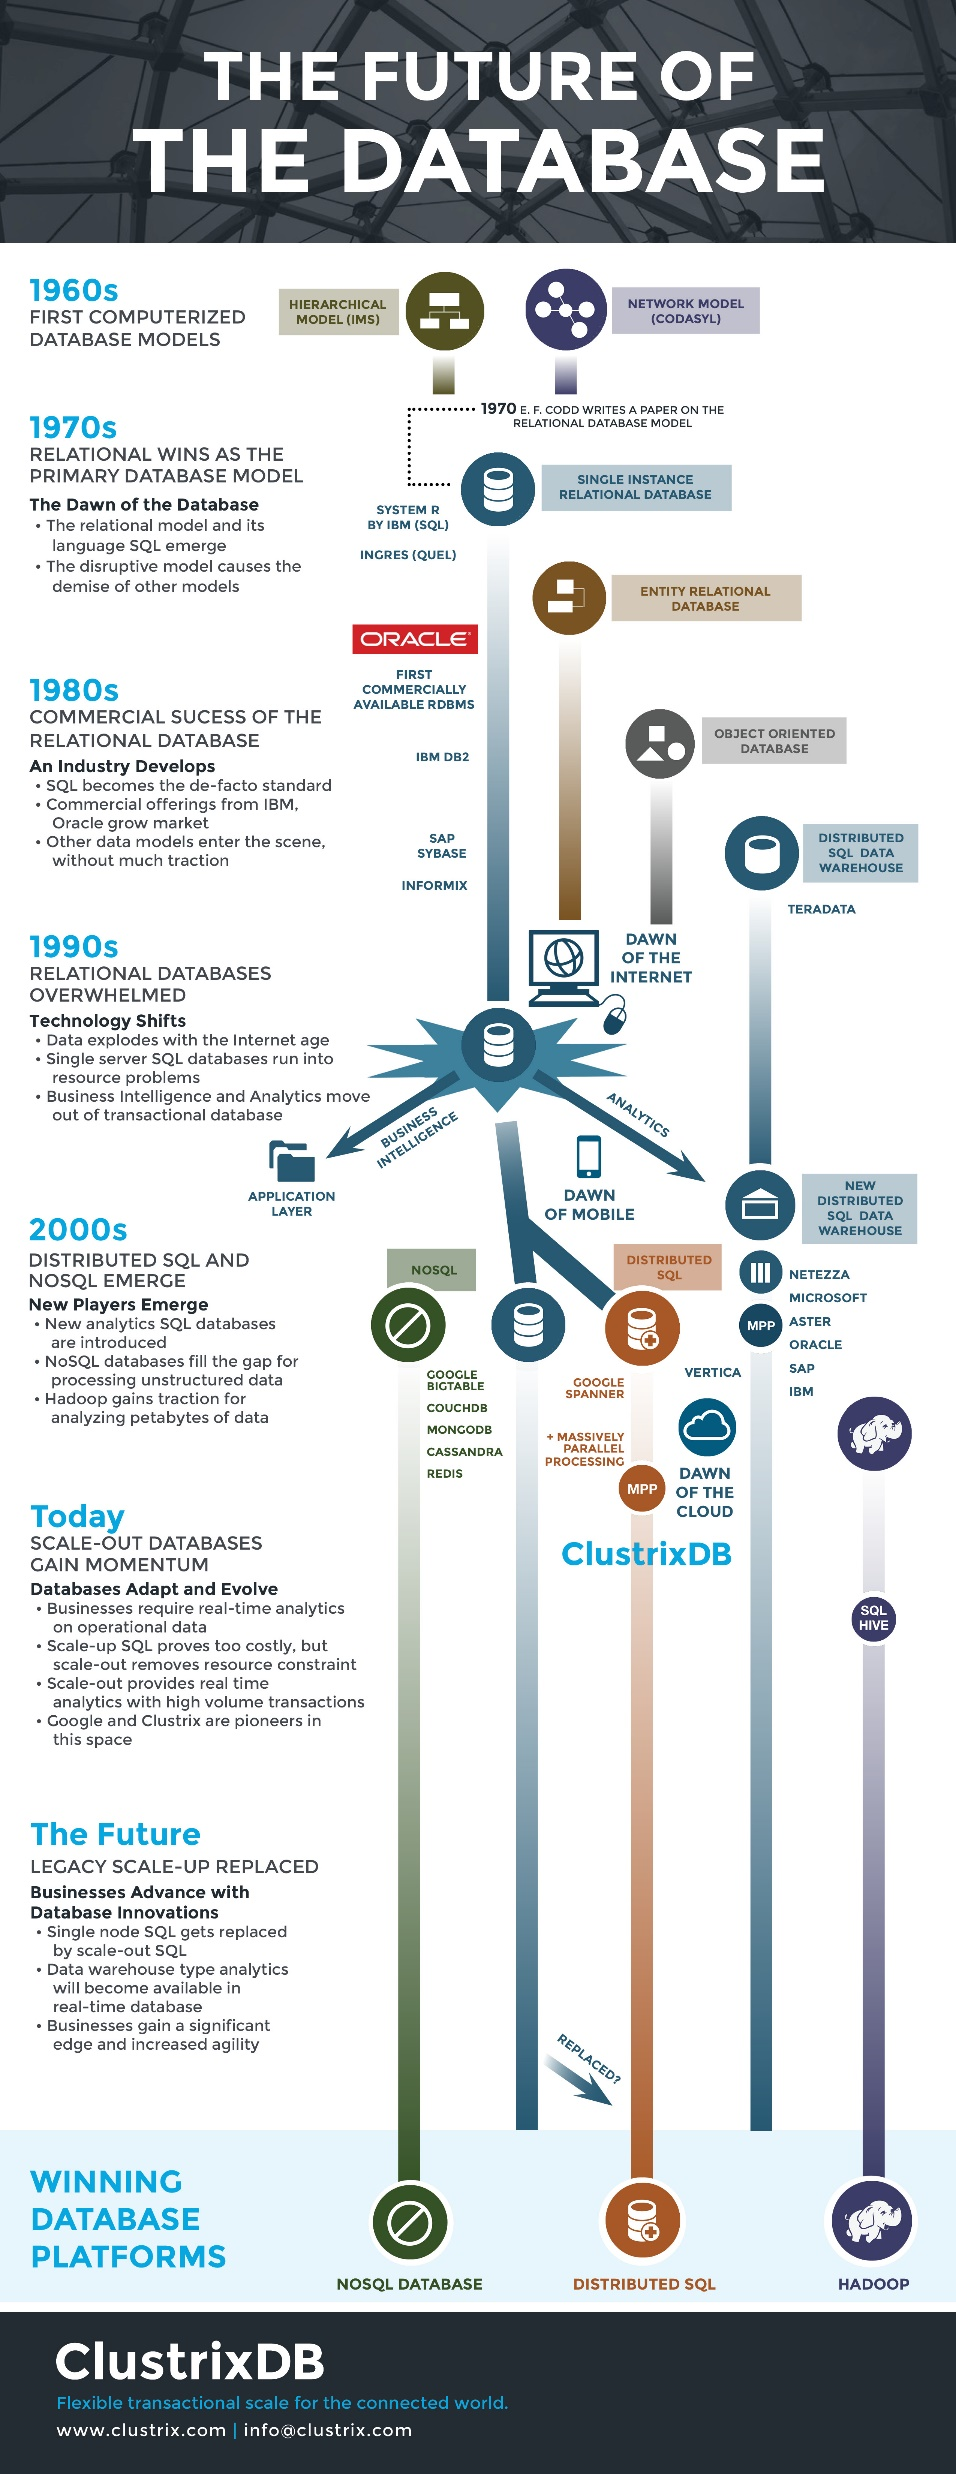 THE FUTURE OF
THE DATABASE
1960s
FIRST COMPUTERIZED
DATABASE MODELS
HIERARCHICAL
MODEL (IMS)
NETWORK MODEL
(CODASYL)
1970 E. F. CODD WRITES A PAPER ON THE
RELATIONAL DATABASE MODEL
1970s
RELATIONAL WINS AS THE
PRIMARY DATABASE MODEL
The Dawn of the Database
• The relational model and its
language SQL emerge
• The disruptive model causes the
demise of other models
SINGLE INSTANCE
RELATIONAL DATABASE
SYSTEM R
BY IBM (SQL)
INGRES (QUEL)
ENTITY RELATIONAL
DATABASE
ORACLE
FIRST
COMMERCIALLY
AVAILABLE RDBMS
1980s
COMMERCIAL SUCESS OF THE
RELATIONAL DATABASE
An Industry Develops
• SQL becomes the de-facto standard
• Commercial offerings from IBM,
Oracle grow market
• Other data models enter the scene,
without much traction
IBM DB2
SAP
SYBASE
INFORMIX
OBJECT ORIENTED
DATABASE
DISTRIBUTED
SQL DATA
WAREHOUSE
TERADATA
1990s
RELATIONAL DATABASES
OVERWHELMED
Technology Shifts
• Data explodes with the Internet age
• Single server SQL databases run into
resource problems
• Business Intelligence and Analytics move
out of transactional database
DAWN
OF THE
INTERNET
BUSINESS
INTELLIGENCE
ANALYTICS
APPLICATION
LAYER
DAWN
OF MOBILE
NEW
DISTRIBUTED
SQL DATA
WAREHOUSE
2000s
DISTRIBUTED SQL AND
NOSQL EMERGE
New Players Emerge
• New analytics SQL databases
are introduced
• NoSQL databases fill the gap for
processing unstructured data
• Hadoop gains traction for
analyzing petabytes of data
NOSQL
DISTRIBUTED
SQL
NETEZZA
MICROSOFT
MPP
ASTER
ORACLE
SAP
IBM
VERTICA
GOOGLE
BIGTABLE
COUCHDB
MONGODB
CASSANDRA
REDIS
GOOGLE
SPANNER
+ MASSIVELY
PARALLEL
PROCESSING
MPP
DAWN
OF THE
CLOUD
ClustrixDB
Today
SCALE-OUT DATABASES
GAIN MOMENTUM
Databases Adapt and Evolve
• Businesses require real-time analytics
on operational data
• Scale-up SQL proves too costly, but
scale-out removes resource constraint
• Scale-out provides real time
analytics with high volume transactions
• Google and Clustrix are pioneers in
this space
SQL
HIVE
The Future
LEGACY SCALE-UP REPLACED
Businesses Advance with
Database Innovations
• Single node SQL gets replaced
by scale-out SQL
• Data warehouse type analytics
will become available in
real-time database
• Businesses gain a significant
edge and increased agility
REPLACED?
WINNING
DATABASE
PLATFORMS
NOSQL DATABASE
DISTRIBUTED SQL
HADOOP
ClustrixDB
Flexible transactional scale for the connected world.
www.clustrix.com | info@clustrix.com